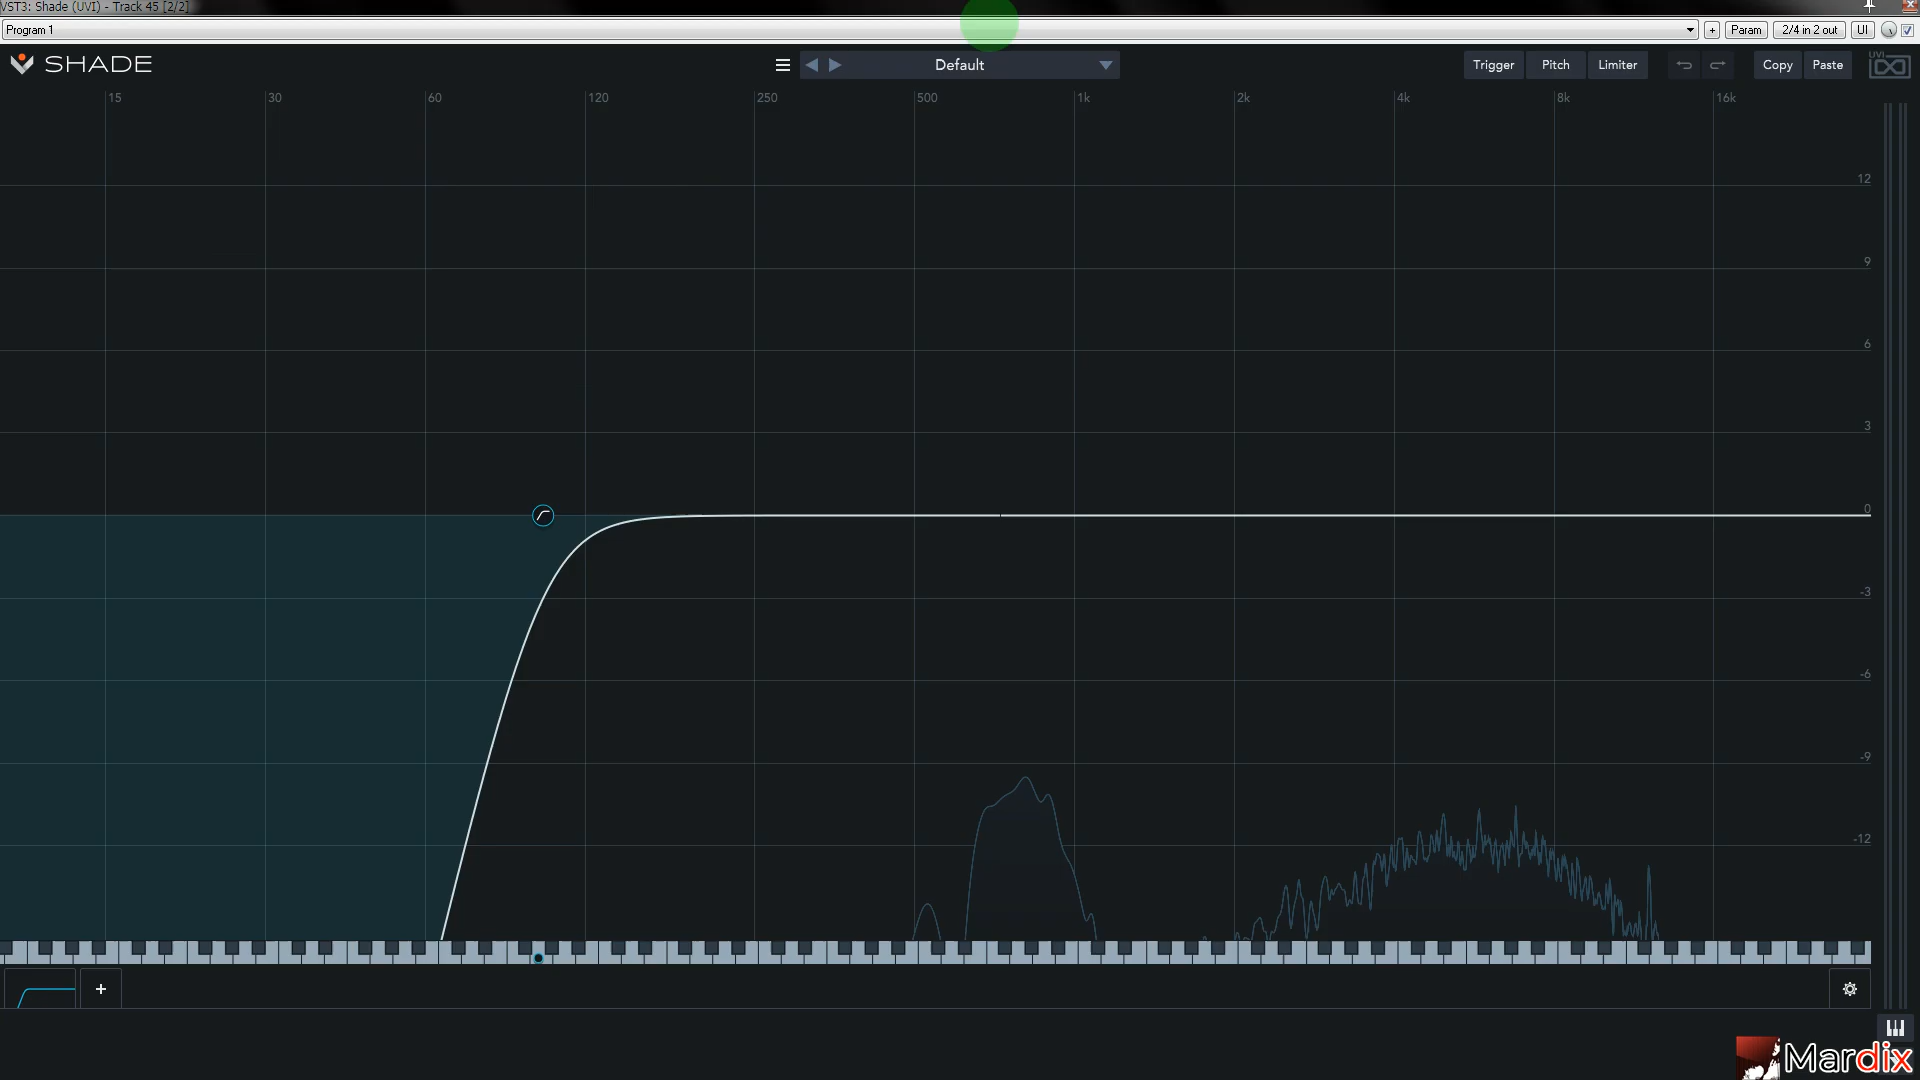 VST3: Shade (UVI) - Track 45 [2/2]
Program 1
+
Param
2/4 in 2 out
UI
SHADE
Default
Trigger
Pitch
Limiter
Copy
Paste
UVI
15
30
60
120
250
500
1k
2k
4k
8k
16k
12
9
6
3
0
-3
-6
-9
-12
+
Mardix